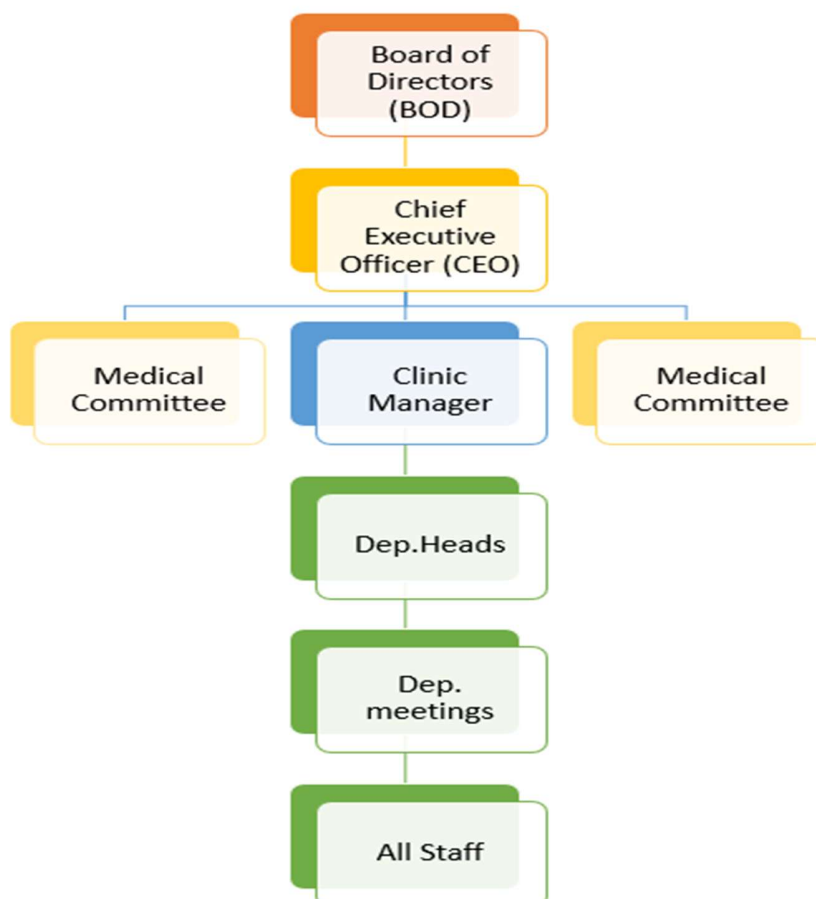 Board of
Directors
(BOD)
Chief
Executive
Officer (CEO)
Medical
Committee
Clinic
Manager
Medical
Committee
Dep.Heads
Dep.
meetings
All Staff